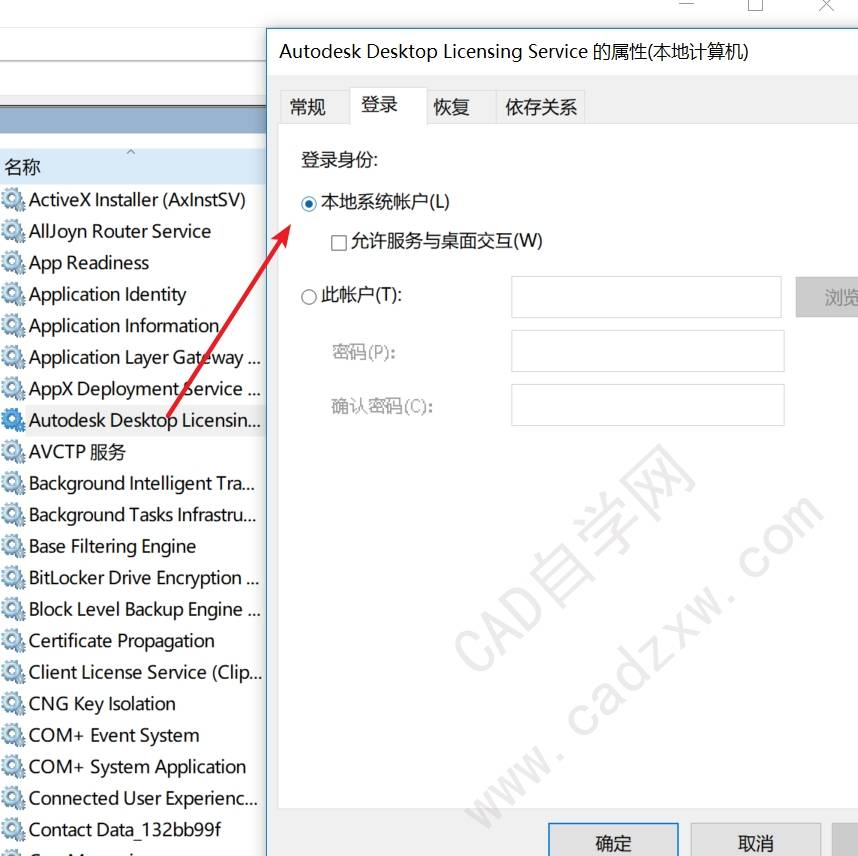 Autodesk Desktop Licensing Service 的属性(本地计算机)
常规 登录 恢复 依存关系
名称
ActiveX Installer (AxInstSV)
AllJoyn Router Service
App Readiness
Application Identity
Application Information
Application Layer Gateway ...
AppX Deployment Service ...
Autodesk Desktop Licensin...
AVCTP 服务
Background Intelligent Tra...
Background Tasks Infrastru...
Base Filtering Engine
BitLocker Drive Encryption ...
Block Level Backup Engine ...
Certificate Propagation
Client License Service (Clip...
CNG Key Isolation
COM+ Event System
COM+ System Application
Connected User Experienc...
Contact Data_132bb99f
登录身份:
本地系统帐户(L)
允许服务与桌面交互(W)
此帐户(T):
浏览
密码(P):
确认密码(C):
CAD自学网
www.cadzxw.com
确定 取消